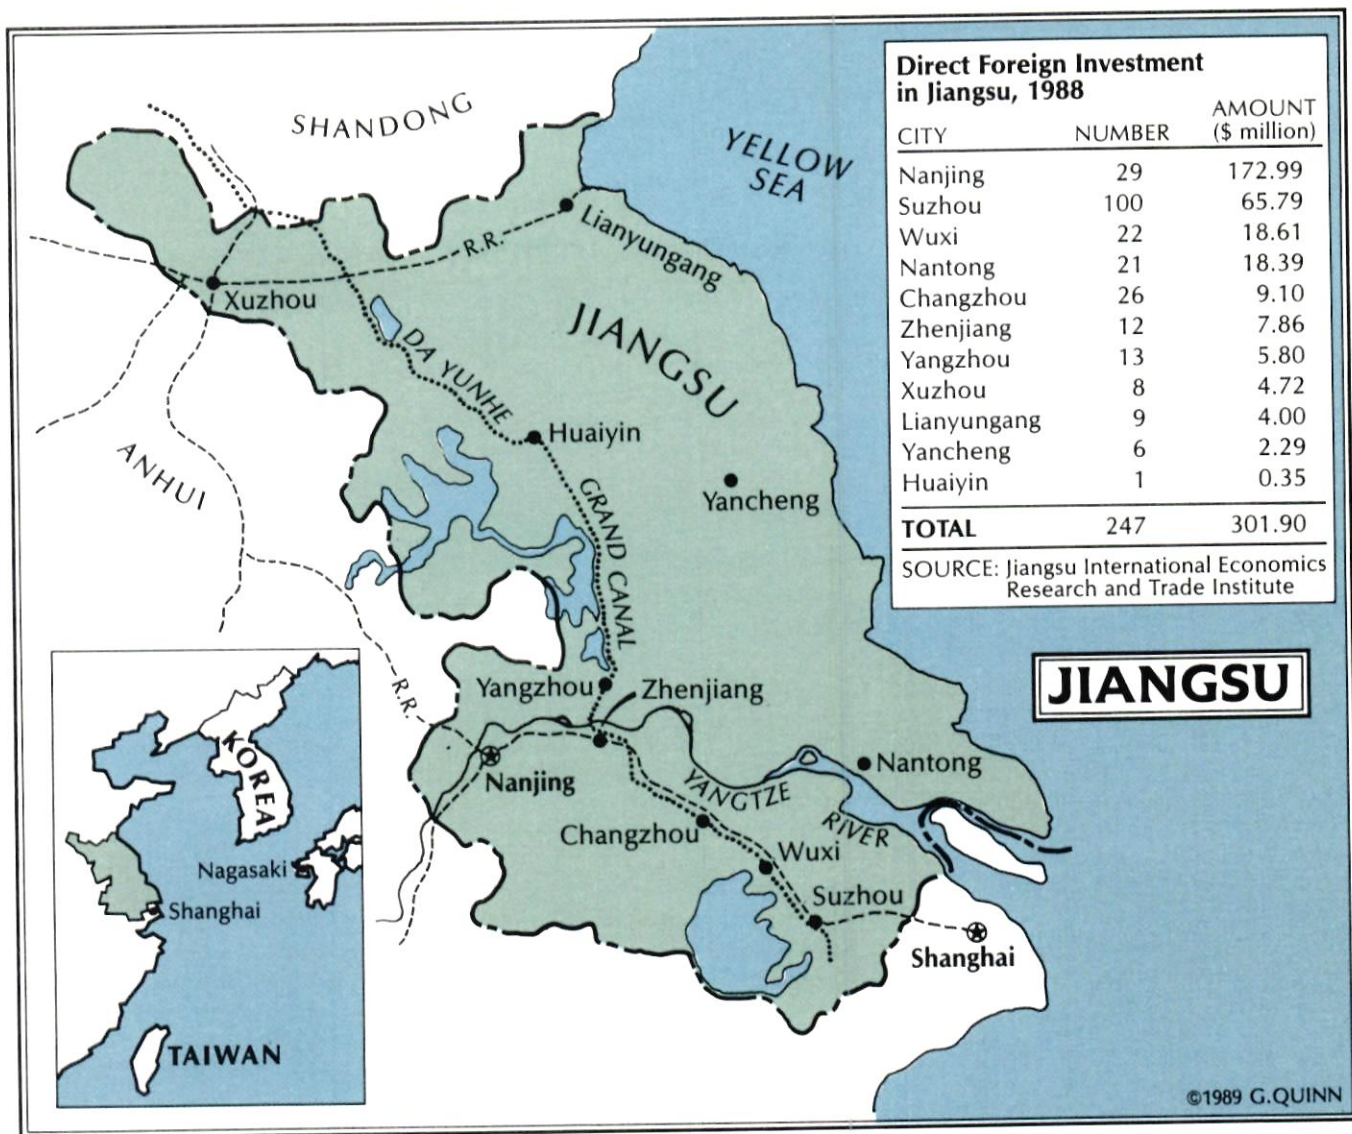 SHANDONG
YELLOW
SEA
Lianyungang
R.R.
Xuzhou
JIANGSU
DA YUNHE
Huaiyin
ANHUI
Yancheng
GRAND CANAL
R.R.
Yangzhou
Zhenjiang
Nanjing
YANGTZE
RIVER
Nantong
Changzhou
Wuxi
Suzhou
Shanghai
Direct Foreign Investment
in Jiangsu, 1988
CITY NUMBER AMOUNT
($ million)
Nanjing 29 172.99
Suzhou 100 65.79
Wuxi 22 18.61
Nantong 21 18.39
Changzhou 26 9.10
Zhenjiang 12 7.86
Yangzhou 13 5.80
Xuzhou 8 4.72
Lianyungang 9 4.00
Yancheng 6 2.29
Huaiyin 1 0.35
TOTAL 247 301.90
SOURCE: Jiangsu International Economics
Research and Trade Institute
JIANGSU
KOREA
Nagasaki
Shanghai
TAIWAN
©1989 G.QUINN